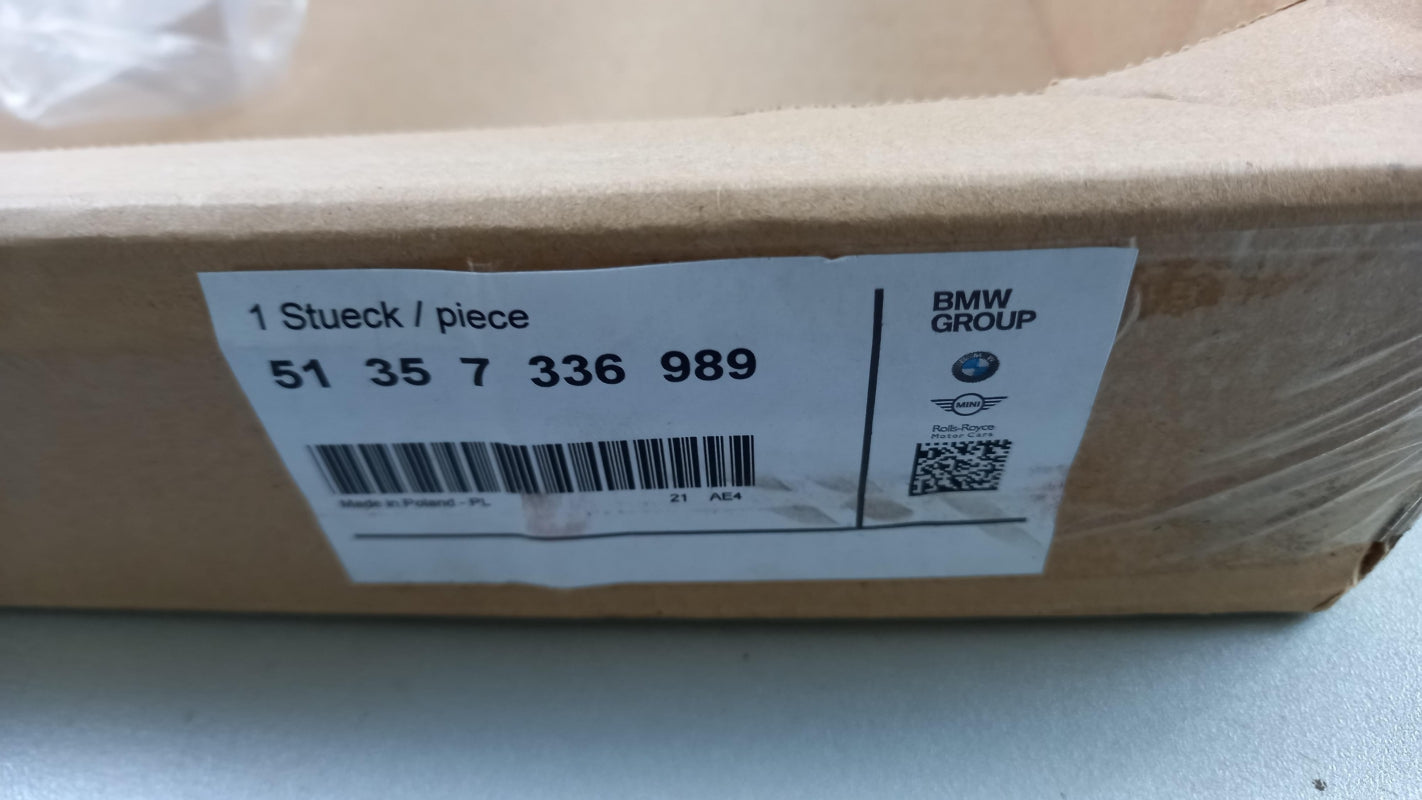 1 Stueck / piece
51 35 7 336 989
Made in Poland - PL
21 AE4
BMW
GROUP
BMW
MINI
Rolls-Royce
Motor Cars